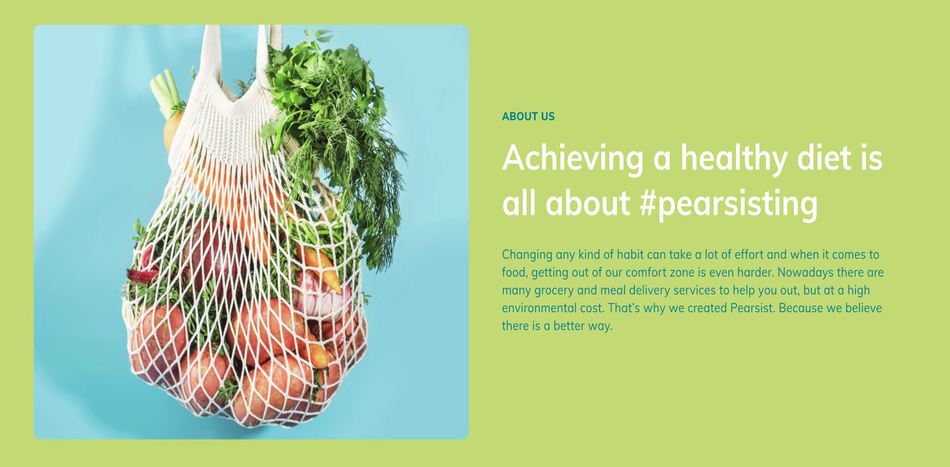 ABOUT US
Achieving a healthy diet is
all about #pearsisting
Changing any kind of habit can take a lot of effort and when it comes to
food, getting out of our comfort zone is even harder. Nowadays there are
many grocery and meal delivery services to help you out, but at a high
environmental cost. That's why we created Pearsist. Because we believe
there is a better way.